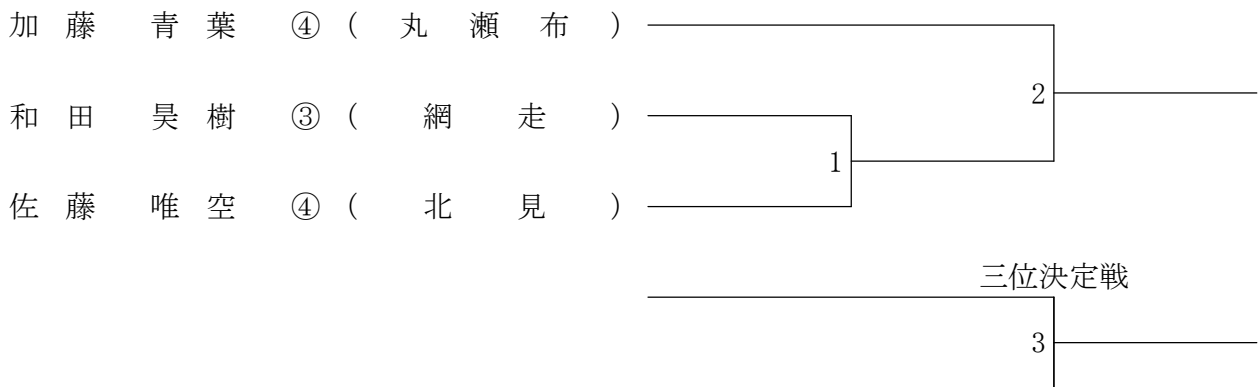 加藤 青葉 ④ ( 丸瀬布 )
2
和田 昊樹 ③ ( 網走 )
1
佐藤 唯空 ④ ( 北見 )
三位決定戦
3